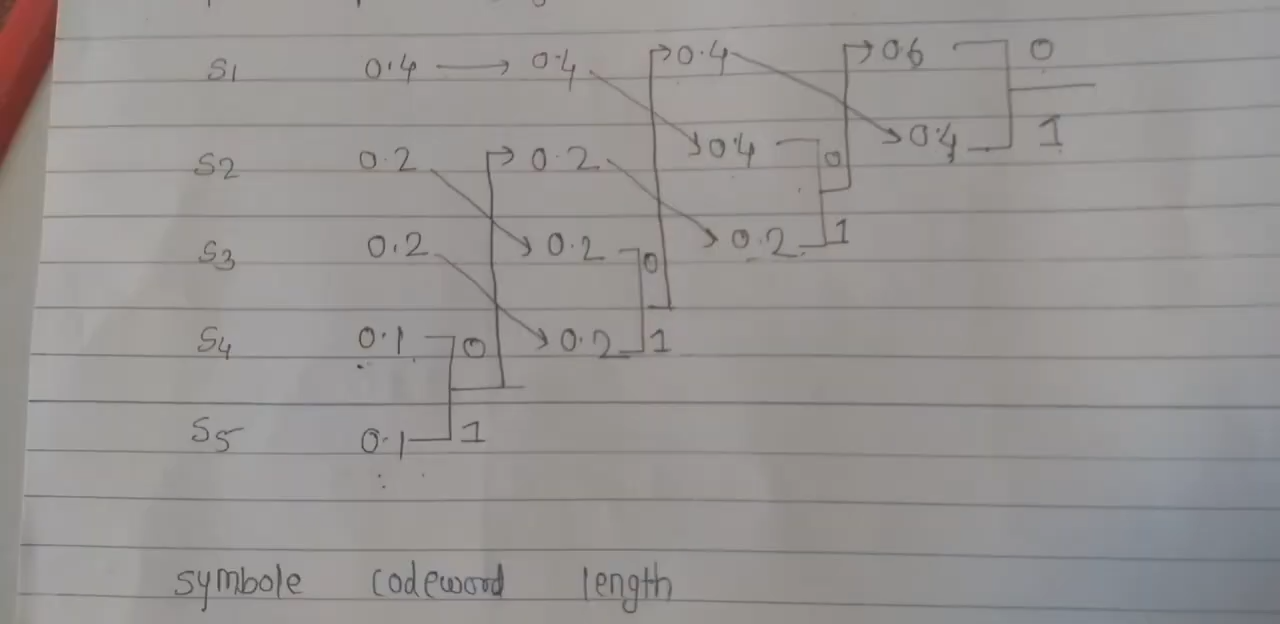 S1 0.4 → 0.4 0.4 0.6 0
S2 0.2 0.2 0.4 0 0.4 1
S3 0.2 0.2 0 0.2 1
S4 0.1 0 0.2 1
S5 0.1 1
symbole codeword length